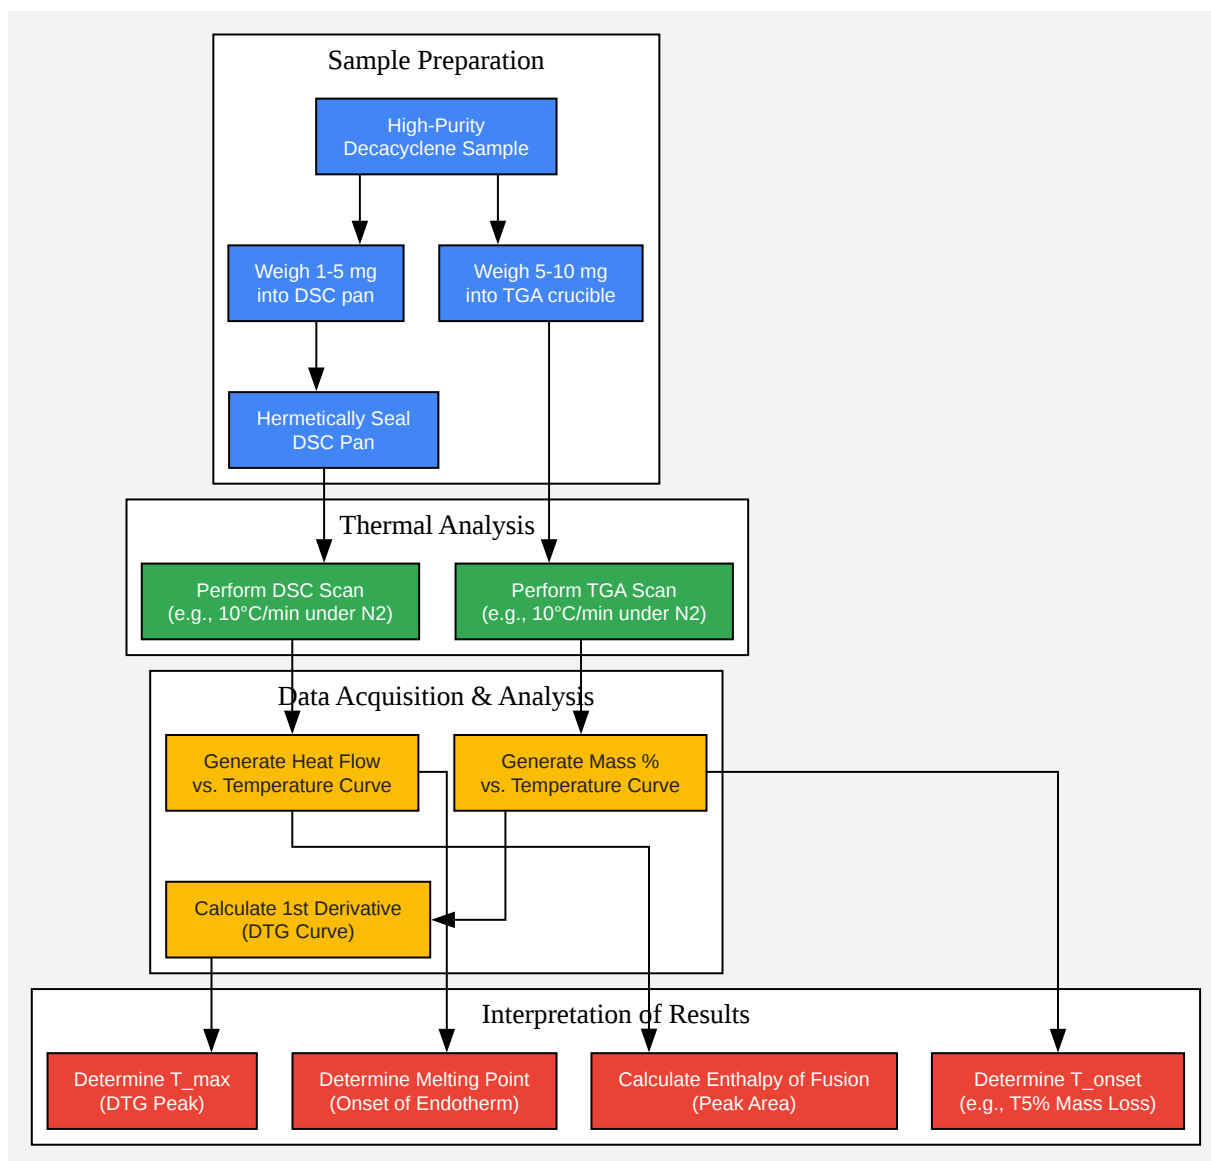 Sample Preparation
High-Purity
Decacyclene Sample
Weigh 1-5 mg
into DSC pan
Weigh 5-10 mg
into TGA crucible
Hermetically Seal
DSC Pan
Thermal Analysis
Perform DSC Scan
(e.g., 10°C/min under N2)
Perform TGA Scan
(e.g., 10°C/min under N2)
Data Acquisition & Analysis
Generate Heat Flow
vs. Temperature Curve
Generate Mass %
vs. Temperature Curve
Calculate 1st Derivative
(DTG Curve)
Interpretation of Results
Determine T_max
(DTG Peak)
Determine Melting Point
(Onset of Endotherm)
Calculate Enthalpy of Fusion
(Peak Area)
Determine T_onset
(e.g., T5% Mass Loss)